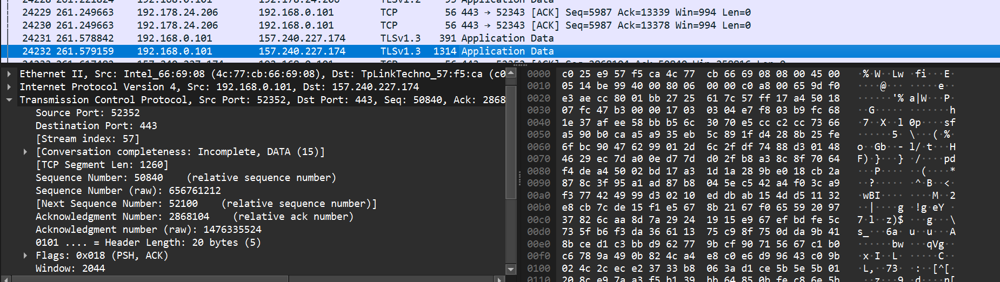 24228 261.221824 192.168.0.101 192.178.24.206 TLSv1.2 93 Application Data
24229 261.249663 192.178.24.206 192.168.0.101 TCP 56 443 → 52343 [ACK] Seq=5987 Ack=13339 Win=994 Len=0
24230 261.249663 192.178.24.206 192.168.0.101 TCP 56 443 → 52343 [ACK] Seq=5987 Ack=13378 Win=994 Len=0
24231 261.578842 192.168.0.101 157.240.227.174 TLSv1.3 391 Application Data
24232 261.579159 192.168.0.101 157.240.227.174 TLSv1.3 1314 Application Data
Ethernet II, Src: Intel_66:69:08 (4c:77:cb:66:69:08), Dst: TpLinkTechno_57:f5:ca (c0
Internet Protocol Version 4, Src: 192.168.0.101, Dst: 157.240.227.174
Transmission Control Protocol, Src Port: 52352, Dst Port: 443, Seq: 50840, Ack: 2868
Source Port: 52352
Destination Port: 443
[Stream index: 57]
[Conversation completeness: Incomplete, DATA (15)]
[TCP Segment Len: 1260]
Sequence Number: 50840 (relative sequence number)
Sequence Number (raw): 656761212
[Next Sequence Number: 52100 (relative sequence number)]
Acknowledgment Number: 2868104 (relative ack number)
Acknowledgment number (raw): 1476335524
0101 .... = Header Length: 20 bytes (5)
Flags: 0x018 (PSH, ACK)
Window: 2044
0000 c0 25 e9 57 f5 ca 4c 77 cb 66 69 08 08 00 45 00 ·%·W··Lw ·fi···E·
0010 05 14 be 99 40 00 80 06 00 00 c0 a8 00 65 9d f0 ····@··· ·····e··
0020 e3 ae cc 80 01 bb 27 25 61 7c 57 ff 17 a4 50 18 ······'% a|W···P·
0030 07 fc 47 b3 00 00 17 03 03 04 e7 f8 03 b9 fc 68 ··G····· ·······h
0040 1e 37 af ee 58 bb b5 6c 30 70 e5 cc c2 cc 73 66 ·7··X··l 0p····sf
0050 a5 90 b0 ca a5 a9 35 eb 5c 89 1f d4 28 8b 25 fe ······5· \···(·%·
0060 6f bc 90 47 62 99 01 2d 6c 2f df 74 88 d3 01 48 o··Gb··- l/·t···H
0070 46 29 ec 7d a0 0e d7 7d d0 2f b8 a3 8c 8f 70 64 F)·}···} ·/····pd
0080 f4 de a4 50 02 bd 17 a3 1d 1a 28 9b e0 18 cb 2a ···P···· ··(····*
0090 87 8c 3f 95 a1 ad 87 b8 04 5e c5 42 a4 f0 3c a9 ··?····· ·^·B··<·
00a0 f3 77 42 49 99 d3 02 10 ed db ab 15 4d d5 11 32 ·wBI···· ····M··2
00b0 e8 cb 7c de 15 f1 e5 67 8b 21 67 f0 65 59 20 97 ··|····g ·!g·eY ·
00c0 37 82 6c aa 8d 7a 29 24 19 15 e9 67 ef bd fe 5c 7·l··z)$ ···g···\
00d0 73 5f b6 f3 da 36 61 13 75 c9 8f 75 0d da 9b 41 s_···6a· u··u···A
00e0 8b ce d1 c3 bb d9 62 77 9b cf 90 71 56 67 c1 b0 ······bw ···qVg··
00f0 c6 78 9a 49 0b 82 4c a4 e8 c0 e6 d9 96 43 c0 9b ·x·I··L· ·····C··
0100 02 4c 2c ec e2 37 33 b8 06 3a d1 ce 5b 5e 5b 01 ·L,··73· ·:··[^[·
0110 20 8c e9 7a a3 f5 b1 39 bb 64 85 0b fe c8 6e 5b ···z···9 ·d····n[